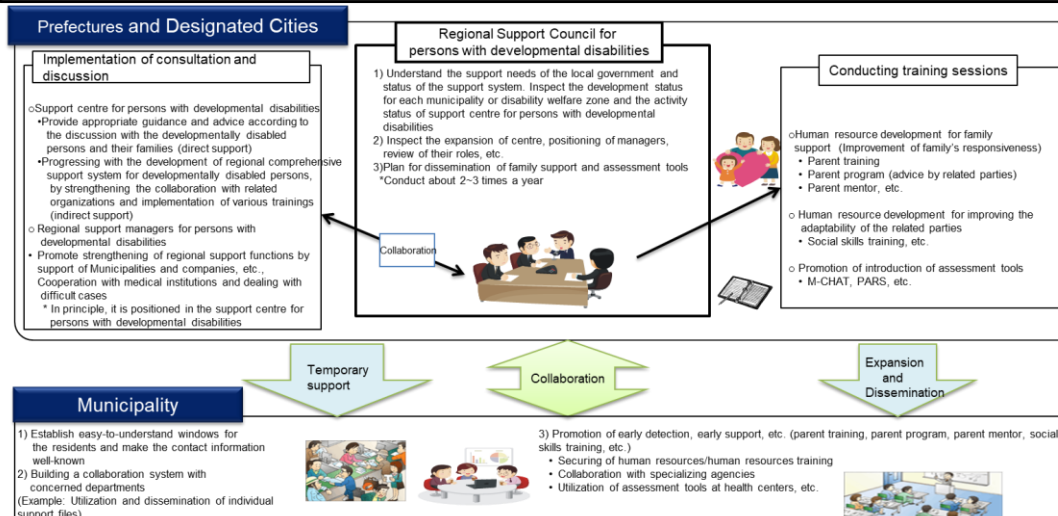 Prefectures and Designated Cities
Implementation of consultation and
discussion
oSupport centre for persons with developmental disabilities
•Provide appropriate guidance and advice according to
the discussion with the developmentally disabled
persons and their families (direct support)
•Progressing with the development of regional comprehensive
support system for developmentally disabled persons,
by strengthening the collaboration with related
organizations and implementation of various trainings
(indirect support)
o Regional support managers for persons with
developmental disabilities
• Promote strengthening of regional support functions by
support of Municipalities and companies, etc.,
Cooperation with medical institutions and dealing with
difficult cases
* In principle, it is positioned in the support centre for
persons with developmental disabilities
Regional Support Council for
persons with developmental disabilities
1) Understand the support needs of the local government and
status of the support system. Inspect the development status
for each municipality or disability welfare zone and the activity
status of support centre for persons with developmental
disabilities
2) Inspect the expansion of centre, positioning of managers,
review of their roles, etc.
3)Plan for dissemination of family support and assessment tools
*Conduct about 2~3 times a year
Collaboration
Conducting training sessions
oHuman resource development for family
support (Improvement of family's responsiveness)
• Parent training
• Parent program (advice by related parties)
• Parent mentor, etc.
o Human resource development for improving the
adaptability of the related parties
• Social skills training, etc.
o Promotion of introduction of assessment tools
• M-CHAT, PARS, etc.
Temporary
support
Collaboration
Expansion
and
Dissemination
Municipality
1) Establish easy-to-understand windows for
the residents and make the contact information
well-known
2) Building a collaboration system with
concerned departments
(Example: Utilization and dissemination of individual
support files)
3) Promotion of early detection, early support, etc. (parent training, parent program, parent mentor, social
skills training, etc.)
• Securing of human resources/human resources training
• Collaboration with specializing agencies
• Utilization of assessment tools at health centers, etc.